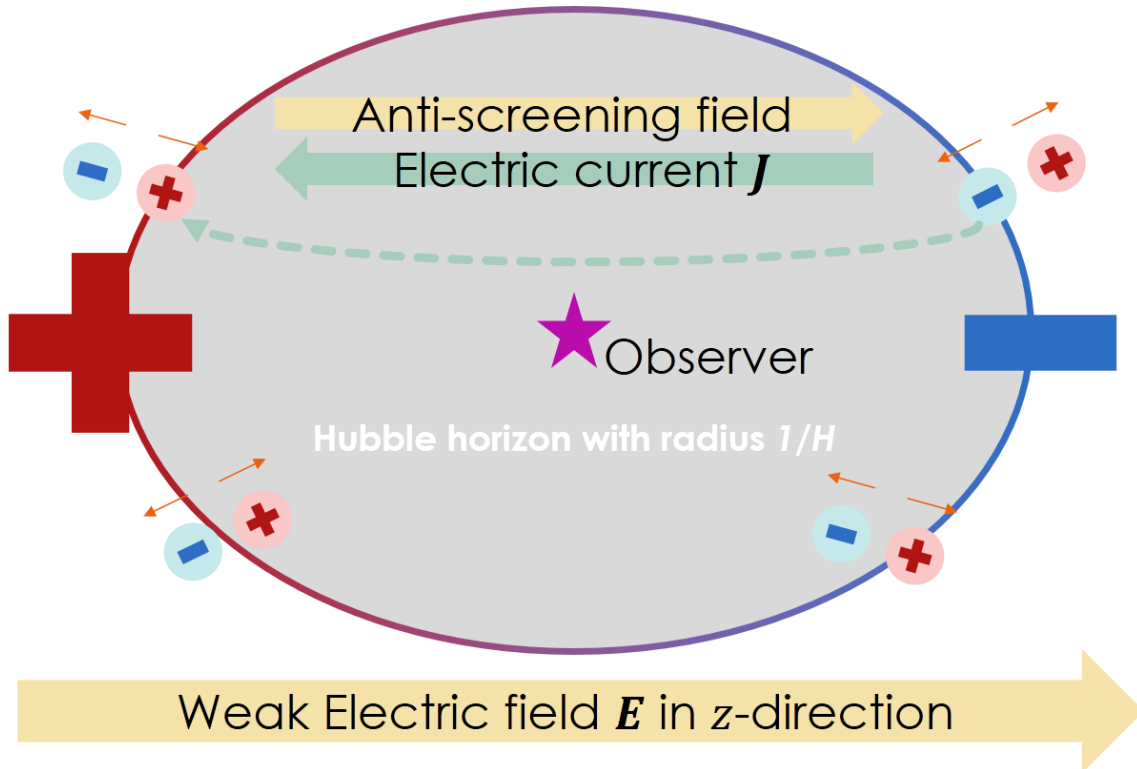 Anti-screening field
Electric current J
Observer
Hubble horizon with radius 1/H
Weak Electric field E in z-direction